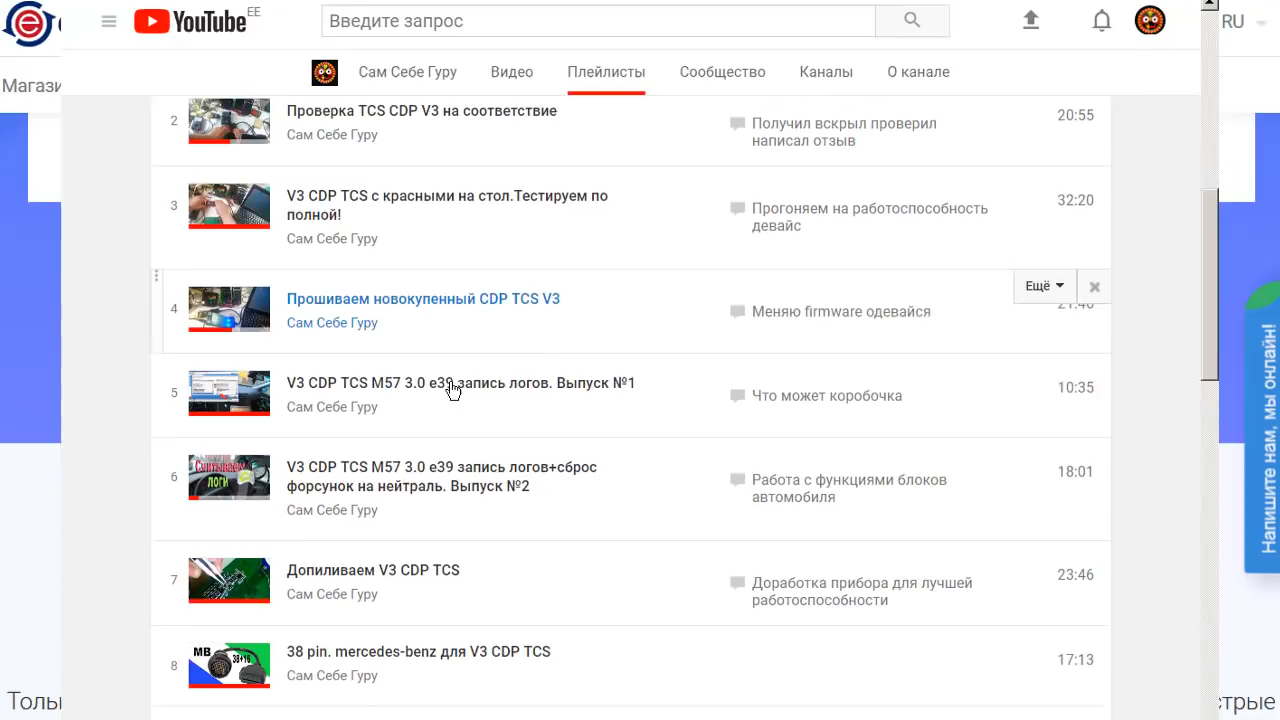 YouTube EE
Введите запрос
RU
Магази
Сам Себе Гуру Видео Плейлисты Сообщество Каналы О канале
2 Проверка TCS CDP V3 на соответствие
Сам Себе Гуру
Получил вскрыл проверил
написал отзыв
20:55
3 V3 CDP TCS с красными на стол.Тестируем по
полной!
Сам Себе Гуру
Прогоняем на работоспособность
девайс
32:20
4 Прошиваем новокупенный CDP TCS V3
Сам Себе Гуру
Меняю firmware одевайся
Ещё
5 V3 CDP TCS M57 3.0 e39 запись логов. Выпуск №1
Сам Себе Гуру
Что может коробочка
10:35
6 V3 CDP TCS M57 3.0 e39 запись логов+сброс
форсунок на нейтраль. Выпуск №2
Сам Себе Гуру
Считываем
ЛОГИ
Работа с функциями блоков
автомобиля
18:01
7 Допиливаем V3 CDP TCS
Сам Себе Гуру
Доработка прибора для лучшей
работоспособности
23:46
8 38 pin. mercedes-benz для V3 CDP TCS
Сам Себе Гуру
MB
38+16
17:13
Напишите нам, мы онлайн!
Толь
стрые